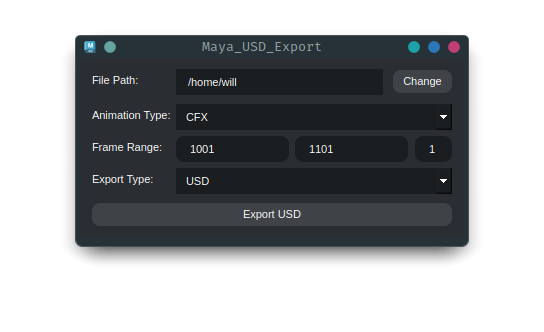 M Maya_USD_Export
File Path: /home/will Change
Animation Type: CFX
Frame Range: 1001 1101 1
Export Type: USD
Export USD